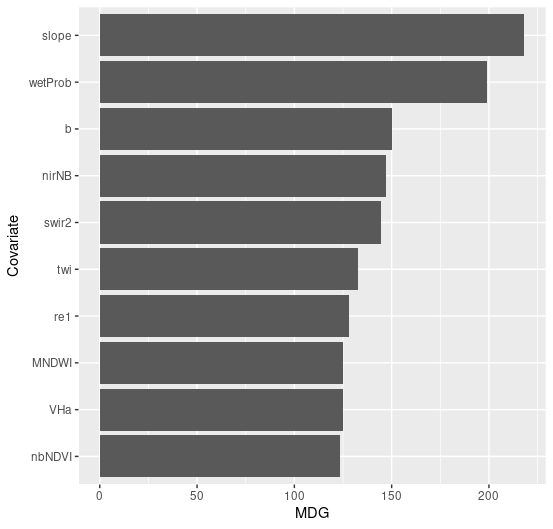 Covariate
slope
wetProb
b
nirNB
swir2
twi
re1
MNDWI
VHa
nbNDVI
0 50 100 150 200
MDG